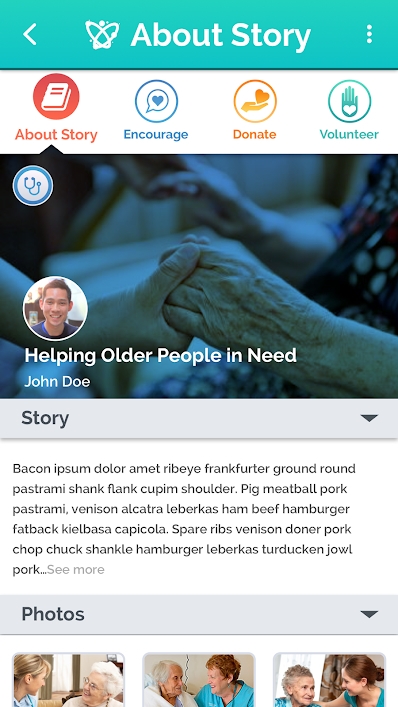 About Story
About Story
Encourage
Donate
Volunteer
Helping Older People in Need
John Doe
Story
Bacon ipsum dolor amet ribeye frankfurter ground round
pastrami shank flank cupim shoulder. Pig meatball pork
pastrami, venison alcatra leberkas ham beef hamburger
fatback kielbasa capicola. Spare ribs venison doner pork
chop chuck shankle hamburger leberkas turducken jowl
pork...See more
Photos